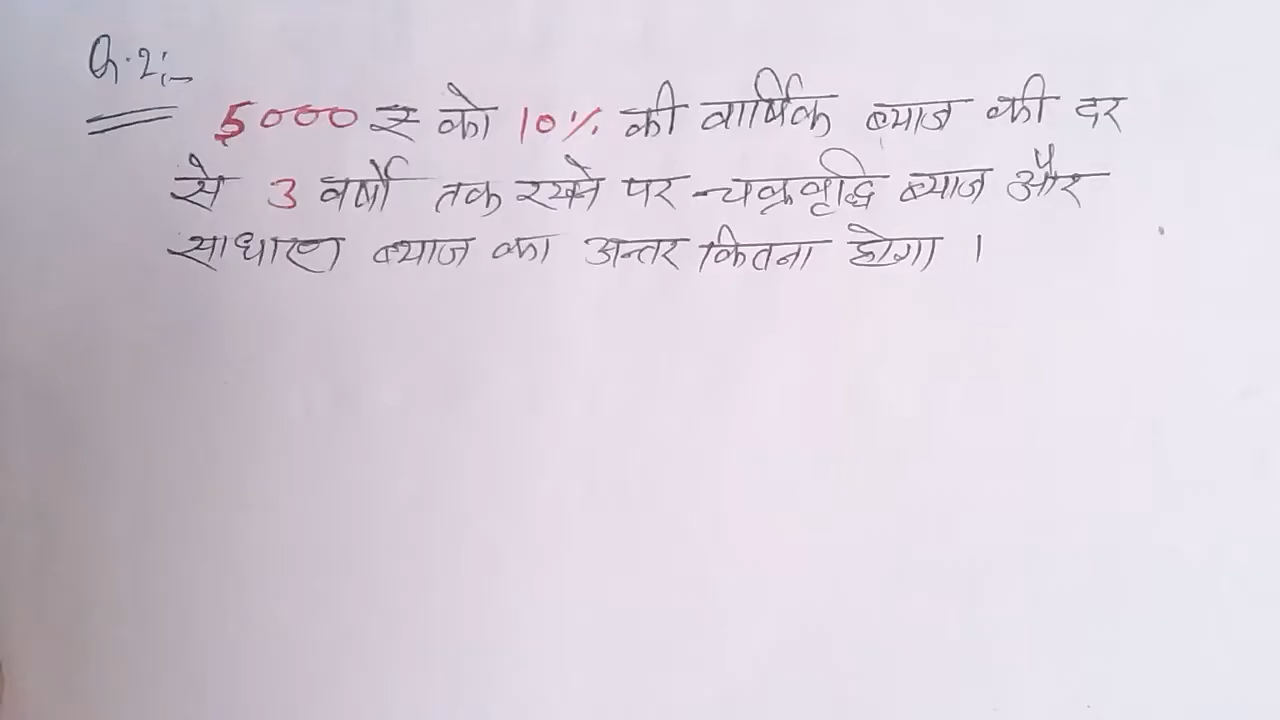 Q.2:-
5000 रु को 10% की वार्षिक ब्याज की दर
से 3 वर्षो तक रखने पर चक्रवृद्धि ब्याज और
साधारण ब्याज का अन्तर कितना होगा ।